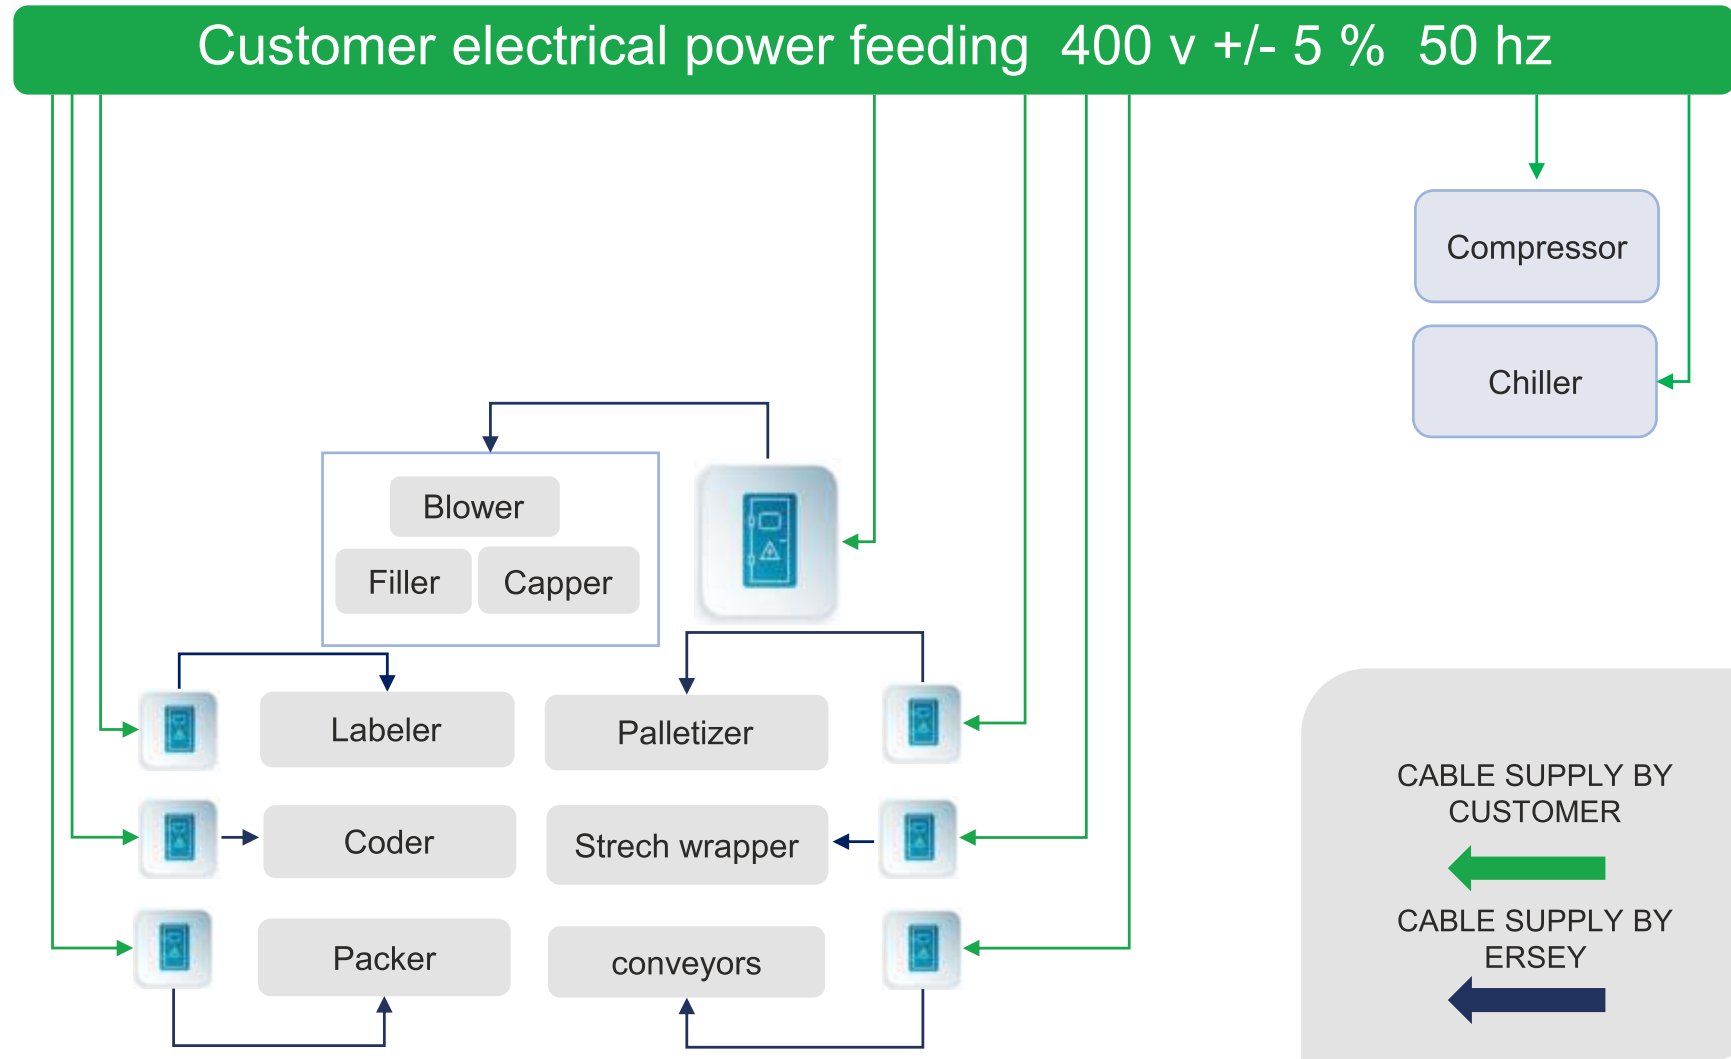 Customer electrical power feeding 400 v +/- 5 % 50 hz
Compressor
Chiller
Blower
Filler
Capper
Labeler
Palletizer
Coder
Strech wrapper
Packer
conveyors
CABLE SUPPLY BY
CUSTOMER
CABLE SUPPLY BY
ERSEY